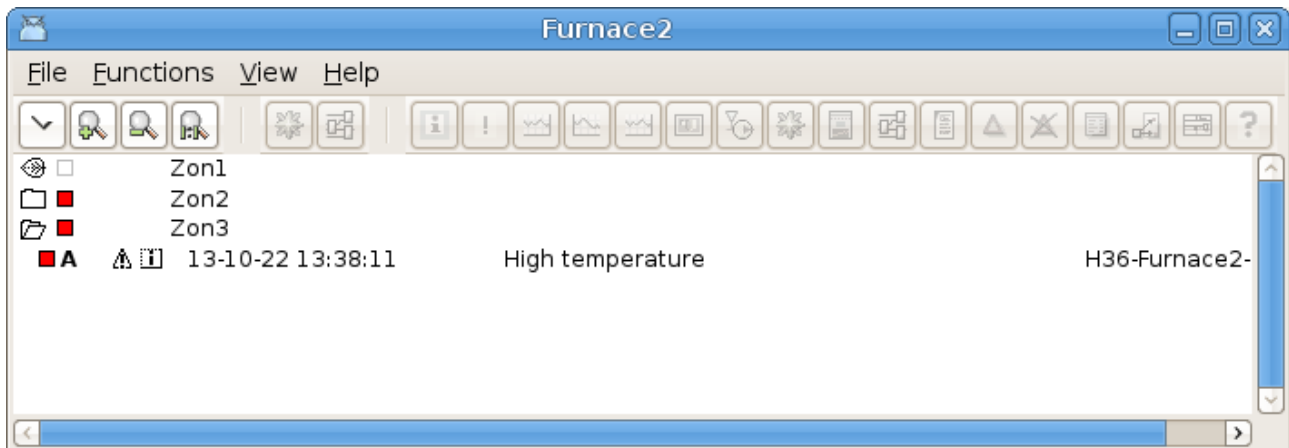 Furnace2
File Functions View Help
Zon1
Zon2
Zon3
A 13-10-22 13:38:11 High temperature H36-Furnace2-